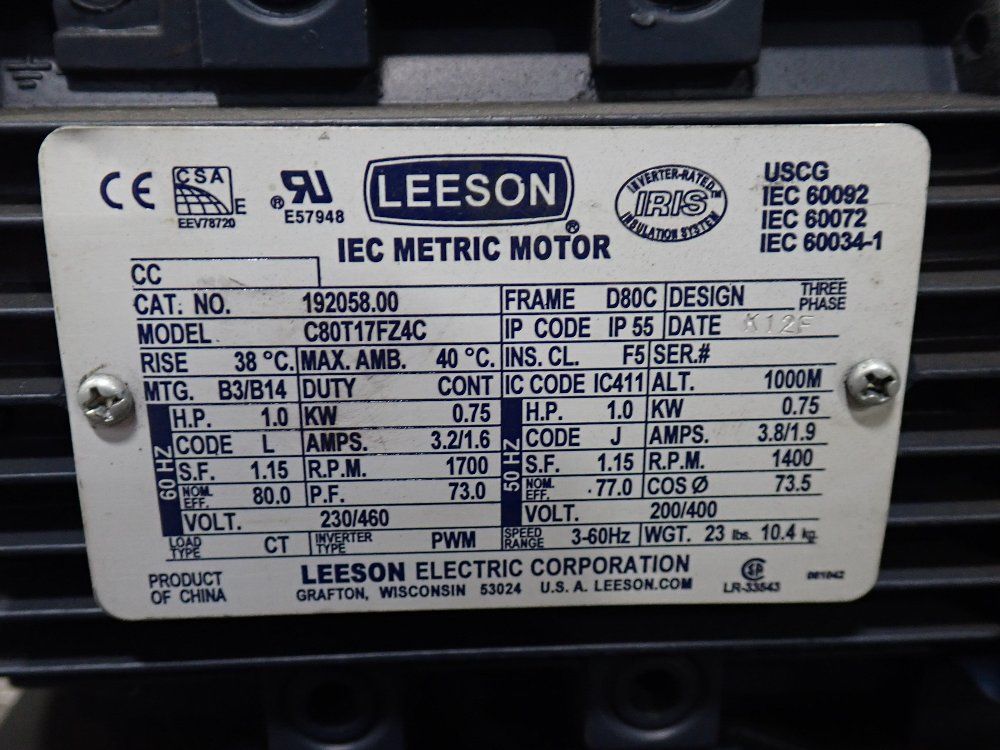 CE CSA E EEV78720
® RU E57948
LEESON ®
INVERTER-RATED IRIS INSULATION SYSTEM
USCG
IEC 60092
IEC 60072
IEC 60034-1
IEC METRIC MOTOR
CC
CAT. NO. 192058.00 FRAME D80C DESIGN THREE PHASE
MODEL C80T17FZ4C IP CODE IP 55 DATE K12F
RISE 38 °C. MAX. AMB. 40 °C. INS. CL. F5 SER.#
MTG. B3/B14 DUTY CONT IC CODE IC411 ALT. 1000M
60 HZ H.P. 1.0 KW 0.75 50 HZ H.P. 1.0 KW 0.75
CODE L AMPS. 3.2/1.6 CODE J AMPS. 3.8/1.9
S.F. 1.15 R.P.M. 1700 S.F. 1.15 R.P.M. 1400
NOM. EFF. 80.0 P.F. 73.0 NOM. EFF. 77.0 COS Ø 73.5
VOLT. 230/460 VOLT. 200/400
LOAD TYPE CT INVERTER TYPE PWM SPEED RANGE 3-60Hz WGT. 23 lbs. 10.4 kg.
PRODUCT OF CHINA
LEESON ELECTRIC CORPORATION
GRAFTON, WISCONSIN 53024 U.S.A. LEESON.COM
LR-33543